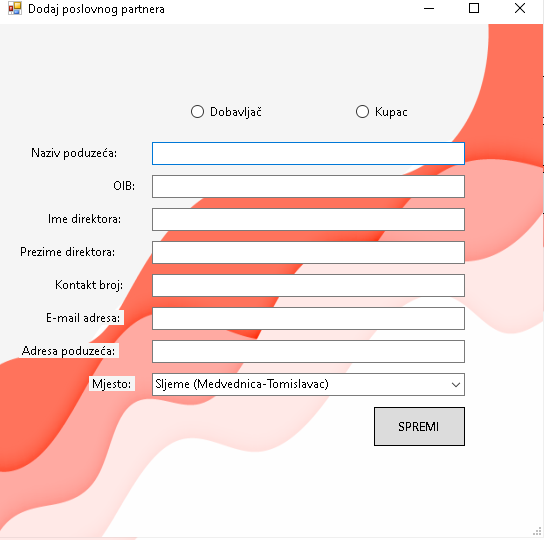 Dodaj poslovnog partnera
Dobavljač Kupac
Naziv poduzeća:
OIB:
Ime direktora:
Prezime direktora:
Kontakt broj:
E-mail adresa:
Adresa poduzeća:
Mjesto: Sljeme (Medvednica-Tomislavac)
SPREMI